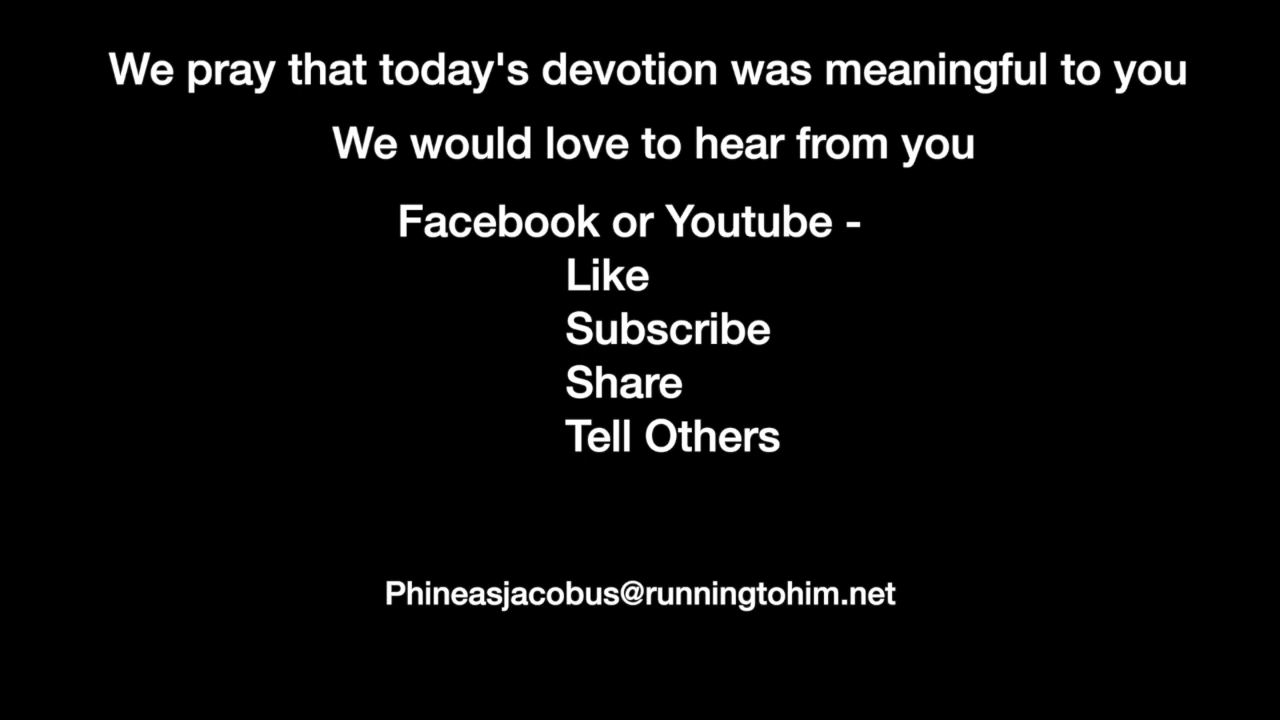 We pray that today's devotion was meaningful to you
We would love to hear from you
Facebook or Youtube -
Like
Subscribe
Share
Tell Others
Phineasjacobus@runningtohim.net